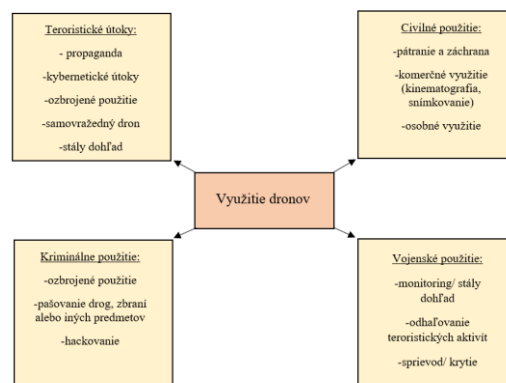 Teroristické útoky:
- propaganda
-kybernetické útoky
-ozbrojené použitie
-samovražedný dron
-stály dohľad
Civilné použitie:
-pátranie a záchrana
-komerčné využitie
(kinematografia,
snímkovanie)
-osobné využitie
Využitie dronov
Kriminálne použitie:
-ozbrojené použitie
-pašovanie drog, zbraní
alebo iných predmetov
-hackovanie
Vojenské použitie:
-monitoring/ stály
dohľad
-odhaľovanie
teroristických aktivít
-sprievod/ krytie